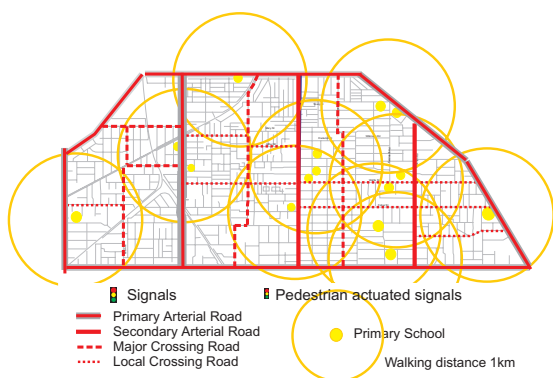 Signals
Pedestrian actuated signals
Primary Arterial Road
Secondary Arterial Road
Major Crossing Road
Local Crossing Road
Primary School
Walking distance 1km